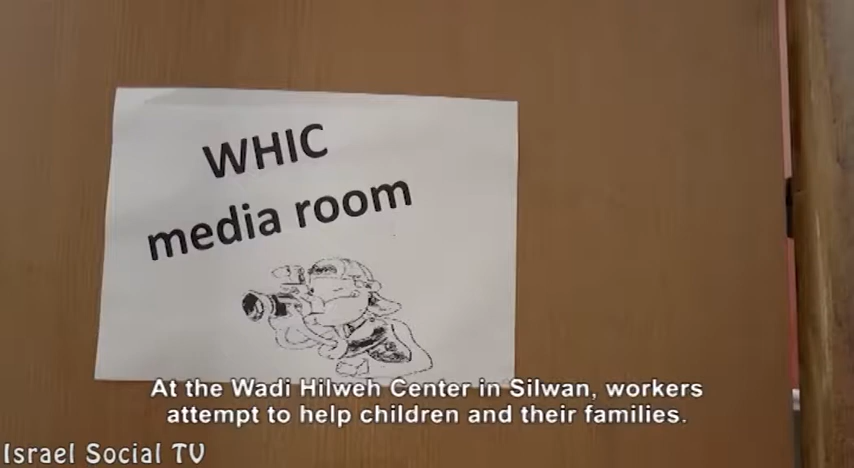 WHIC
media room
At the Wadi Hilweh Center in Silwan, workers
attempt to help children and their families.
Israel Social TV